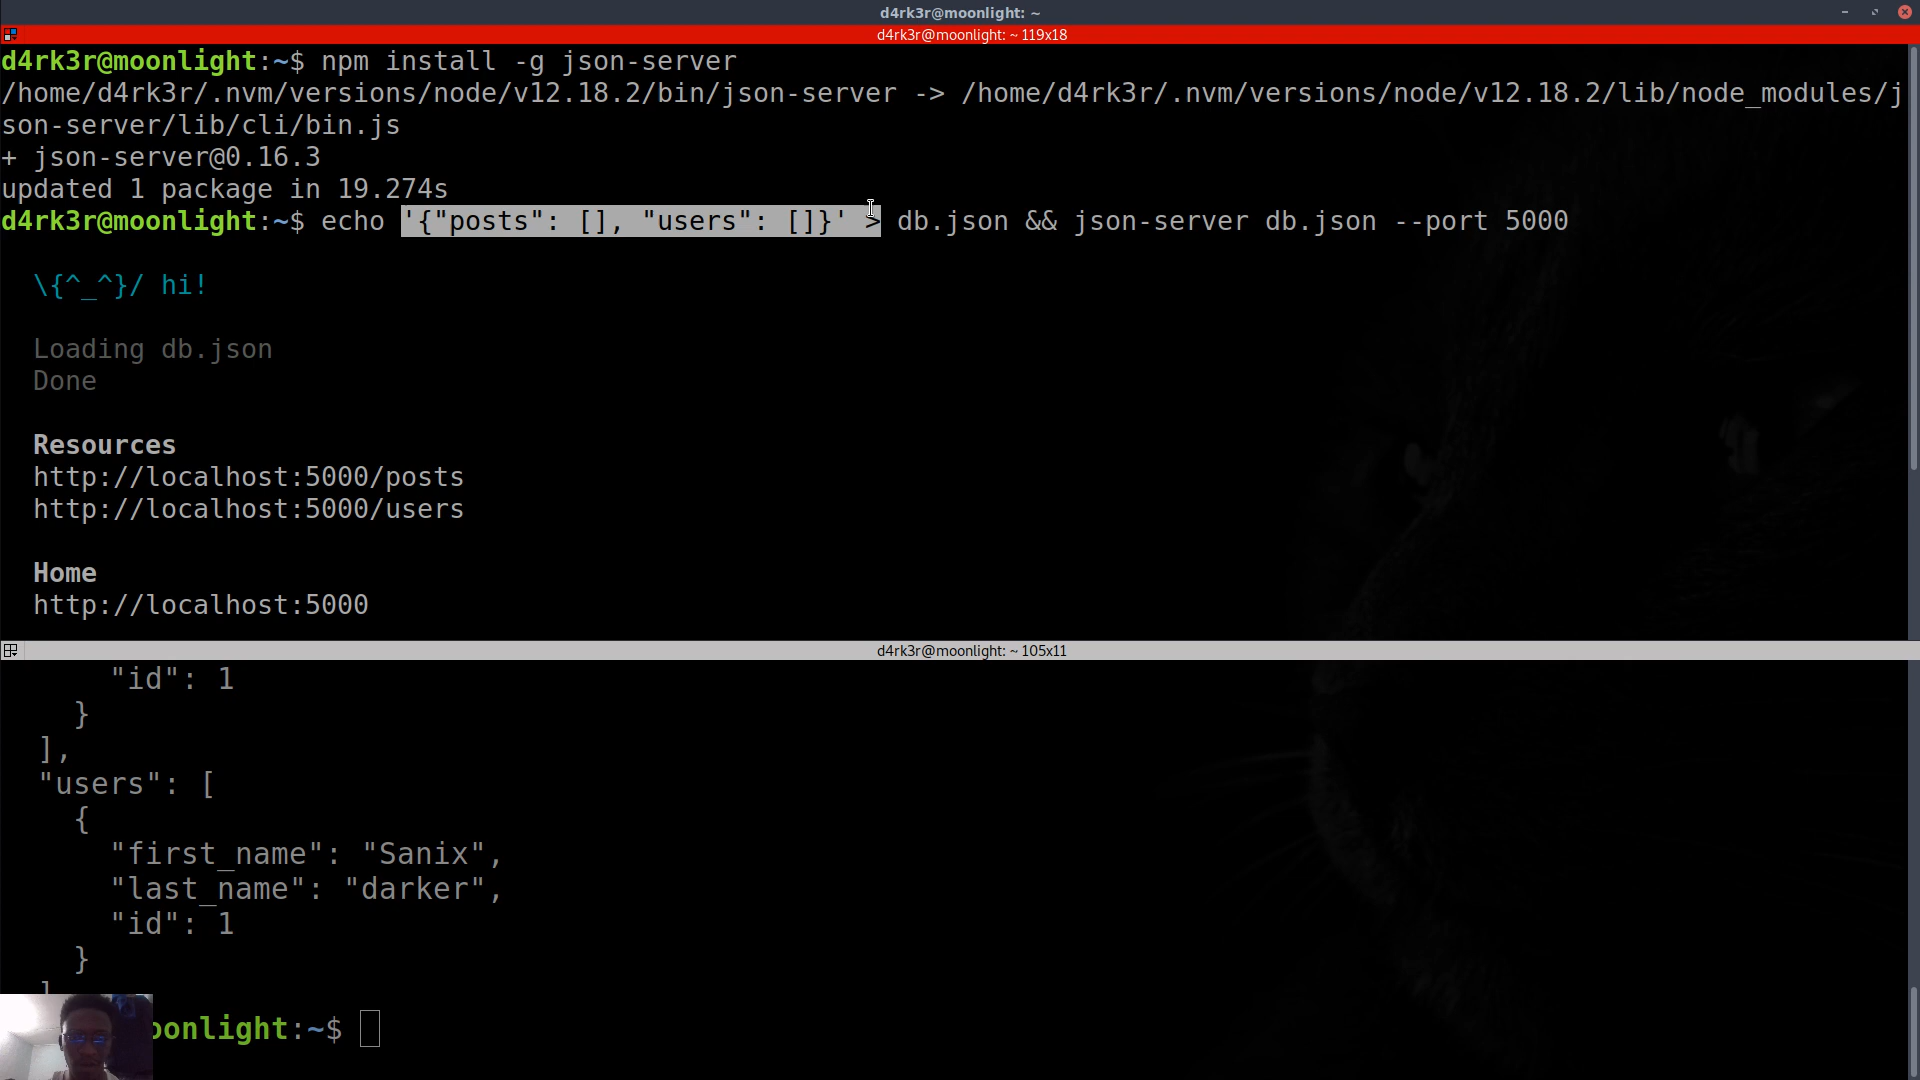 d4rk3r@moonlight: ~
d4rk3r@moonlight: ~ 119x18
d4rk3r@moonlight:~$ npm install -g json-server
/home/d4rk3r/.nvm/versions/node/v12.18.2/bin/json-server -> /home/d4rk3r/.nvm/versions/node/v12.18.2/lib/node_modules/j
son-server/lib/cli/bin.js
+ json-server@0.16.3
updated 1 package in 19.274s
d4rk3r@moonlight:~$ echo '{"posts": [], "users": []}' > db.json && json-server db.json --port 5000
\{^_^}/ hi!
Loading db.json
Done
Resources
http://localhost:5000/posts
http://localhost:5000/users
Home
http://localhost:5000
d4rk3r@moonlight: ~ 105x11
"id": 1
}
],
"users": [
{
"first_name": "Sanix",
"last_name": "darker",
"id": 1
}
]
oonlight:~$